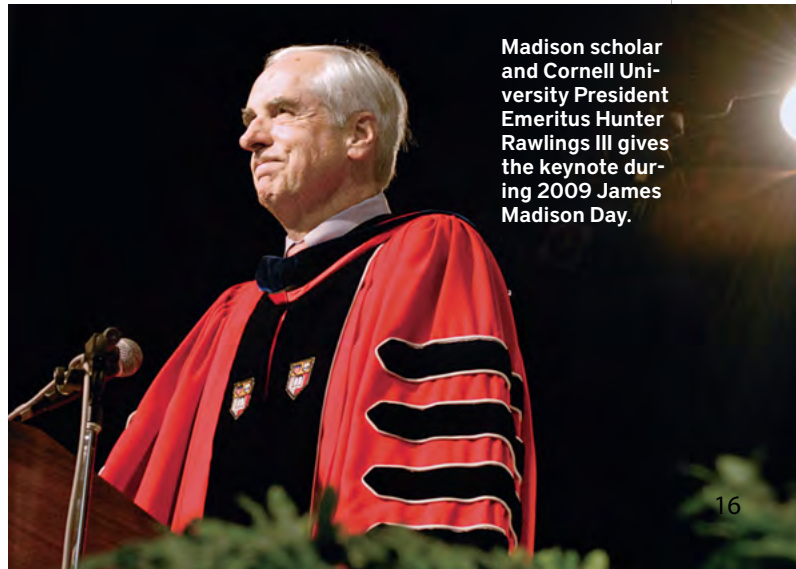 Madison scholar
and Cornell Uni-
versity President
Emeritus Hunter
Rawlings III gives
the keynote dur-
ing 2009 James
Madison Day.
16